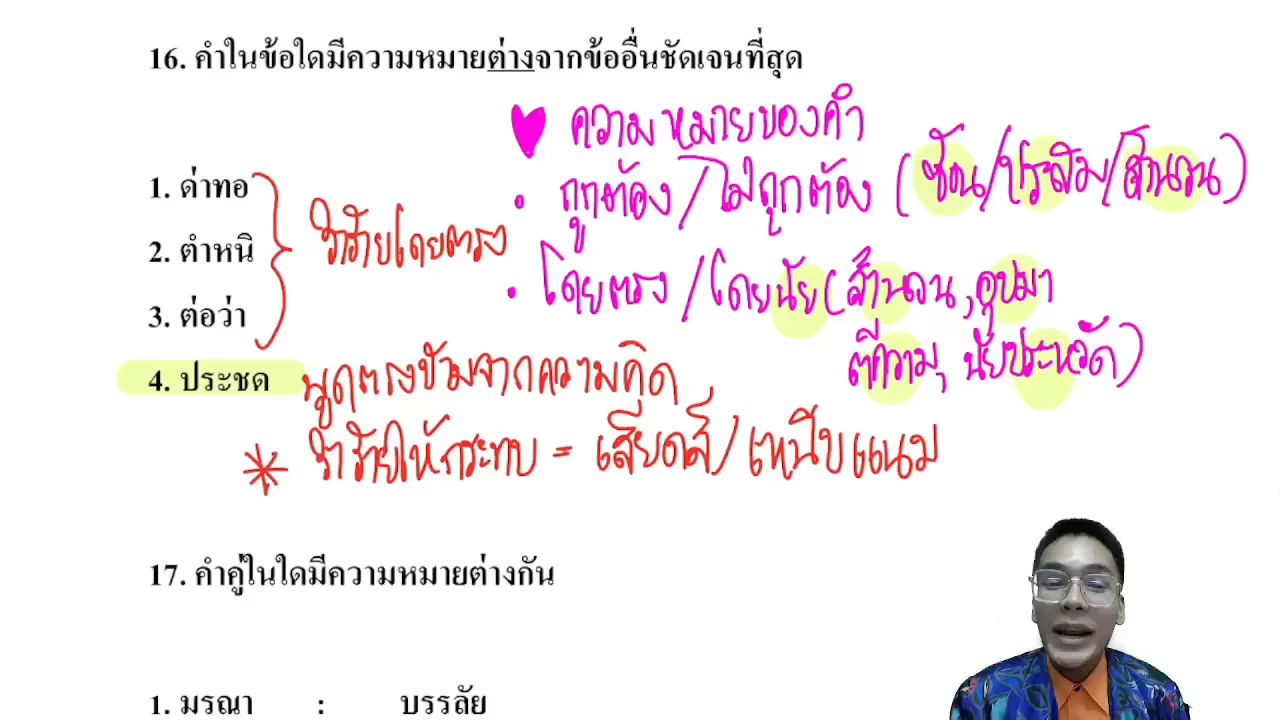 16. คำในข้อใดมีความหมายต่างจากข้ออื่นชัดเจนที่สุด
ความหมายของคำ
1. ด่าทอ
• ถูกต้อง/ไม่ถูกต้อง (ซ้อน/ประสม/สำนวน)
2. ตำหนิ
ว่าร้ายโดยตรง
• โดยตรง/โดยนัย (สำนวน, อุปมา
3. ต่อว่า
ตีความ, นัยประหวัด)
4. ประชด
พูดตรงข้ามจากความคิด
* ว่าร้ายให้กระทบ = เสียดสี/เหน็บแนม
17. คำคู่ในใดมีความหมายต่างกัน
1. มรณา : บรรลัย